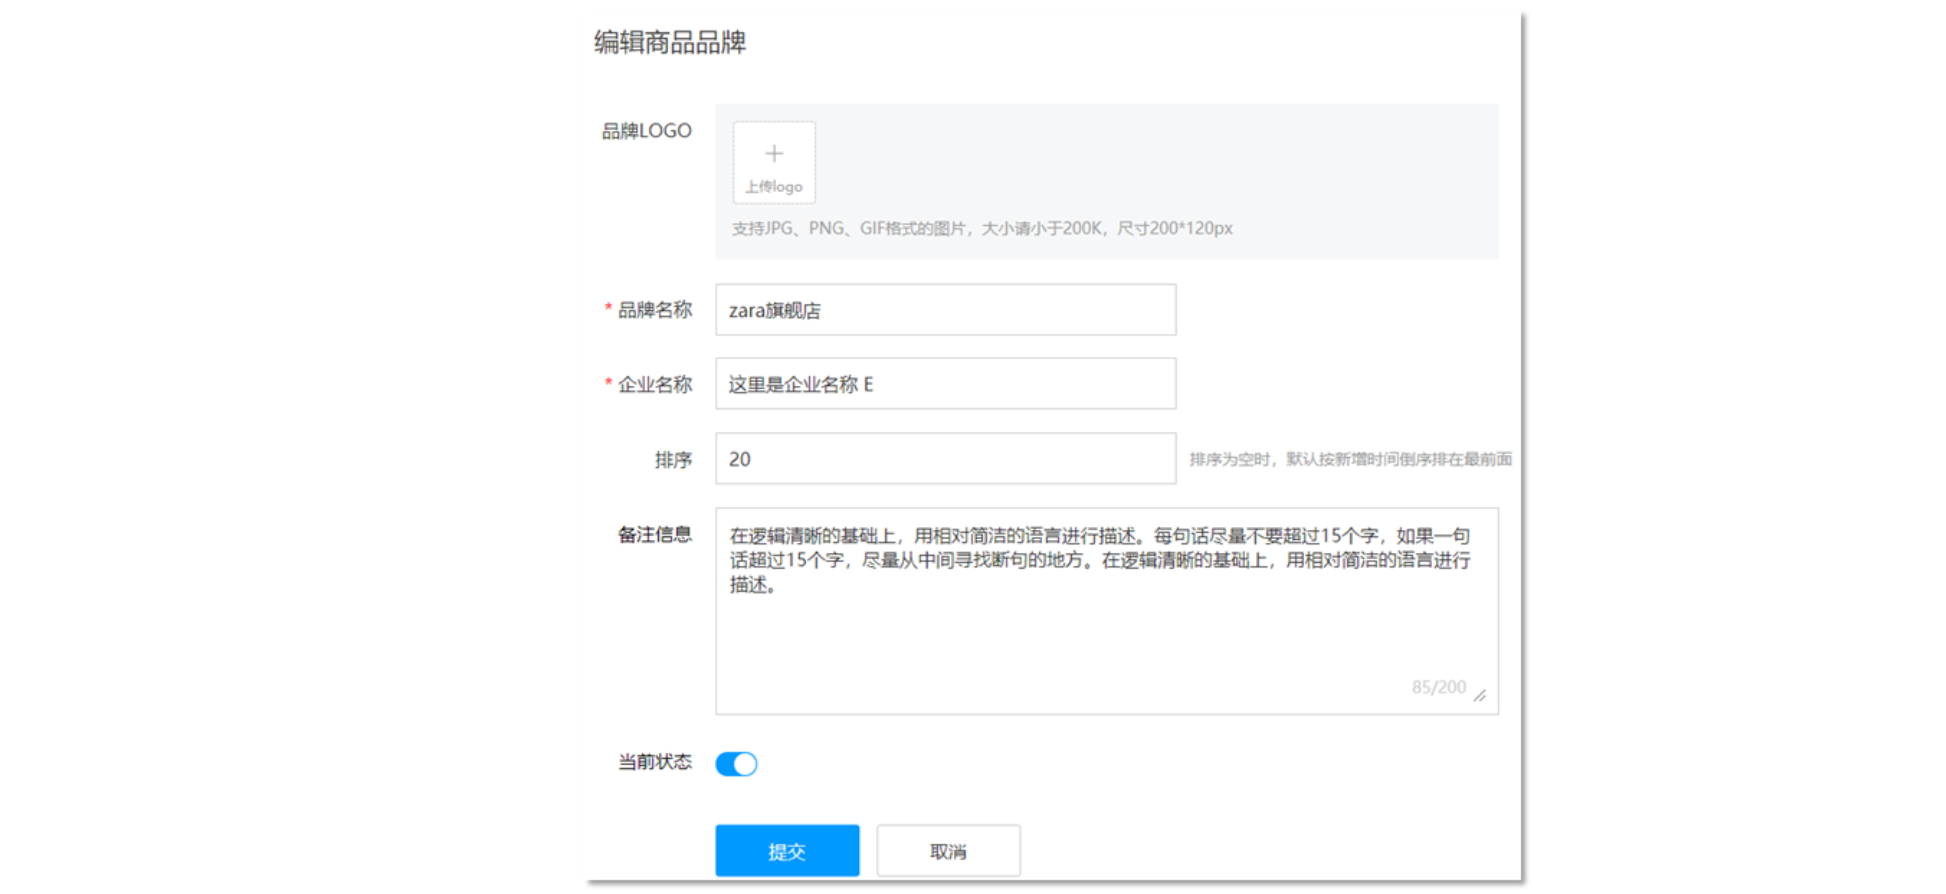 编辑商品品牌
品牌LOGO
上传logo
支持JPG、PNG、GIF格式的图片，大小请小于200K，尺寸200*120px
* 品牌名称
zara旗舰店
* 企业名称
这里是企业名称 E
排序
20
排序为空时，默认按新增时间倒序排在最前面
备注信息
在逻辑清晰的基础上，用相对简洁的语言进行描述。每句话尽量不要超过15个字，如果一句
话超过15个字，尽量从中间寻找断句的地方。在逻辑清晰的基础上，用相对简洁的语言进行
描述。
85/200
当前状态
提交
取消